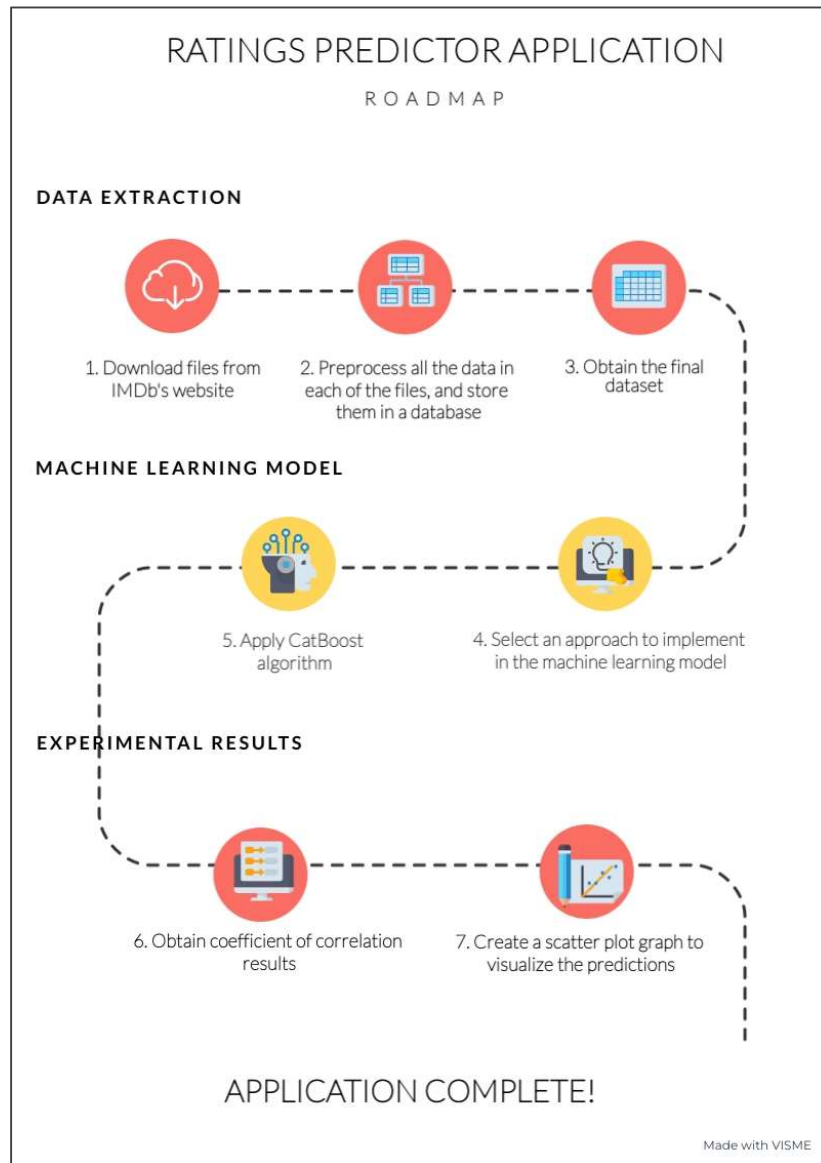 RATINGS PREDICTOR APPLICATION
ROADMAP
DATA EXTRACTION
1. Download files from
IMDb's website
2. Preprocess all the data in
each of the files, and store
them in a database
3. Obtain the final
dataset
MACHINE LEARNING MODEL
5. Apply CatBoost
algorithm
4. Select an approach to implement
in the machine learning model
EXPERIMENTAL RESULTS
6. Obtain coefficient of correlation
results
7. Create a scatter plot graph to
visualize the predictions
APPLICATION COMPLETE!
Made with VISME